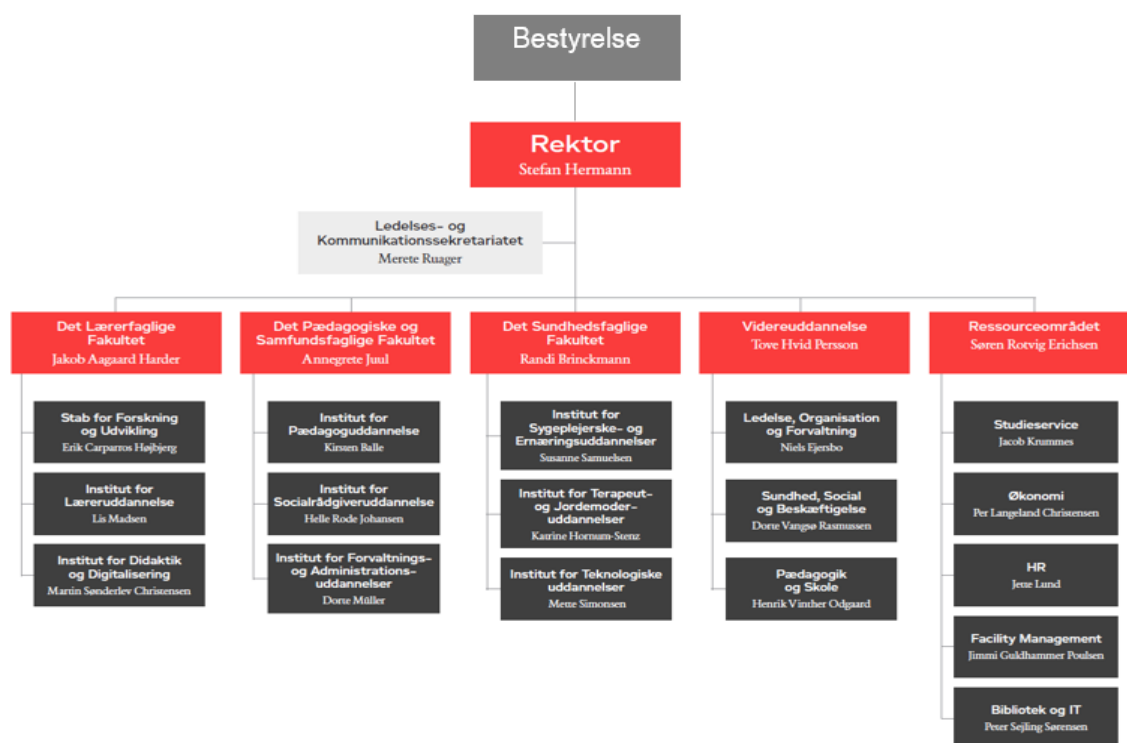 Bestyrelse
Rektor
Stefan Hermann
Ledelses- og
Kommunikationssekretariatet
Merete Ruager
Det Lærerfaglige
Fakultet
Jakob Aagaard Harder
Det Pædagogiske og
Samfundsfaglige Fakultet
Annegrete Juul
Det Sundhedsfaglige
Fakultet
Randi Brinckmann
Videreuddannelse
Tove Hvid Persson
Ressourceområdet
Søren Rotvig Erichsen
Stab for Forskning
og Udvikling
Erik Carparros Højbjerg
Institut for
Læreruddannelse
Lis Madsen
Institut for Didaktik
og Digitalisering
Martin Sønderlev Christensen
Institut for
Pædagoguddannelse
Kirsten Balle
Institut for
Socialrådgiveruddannelse
Helle Rode Johansen
Institut for Forvaltnings-
og Administrations-
uddannelser
Dorte Müller
Institut for
Sygeplejerske- og
Ernæringsuddannelser
Susanne Samuelsen
Institut for Terapeut-
og Jordemoder-
uddannelser
Katrine Hornum-Stenz
Institut for Teknologiske
uddannelser
Mette Simonsen
Ledelse, Organisation
og Forvaltning
Niels Ejersbo
Sundhed, Social
og Beskæftigelse
Dorte Vangsø Rasmussen
Pædagogik
og Skole
Henrik Vinther Odgaard
Studieservice
Jacob Krummes
Økonomi
Per Langeland Christensen
HR
Jette Lund
Facility Management
Jimmi Guldhammer Poulsen
Bibliotek og IT
Peter Sejling Sørensen